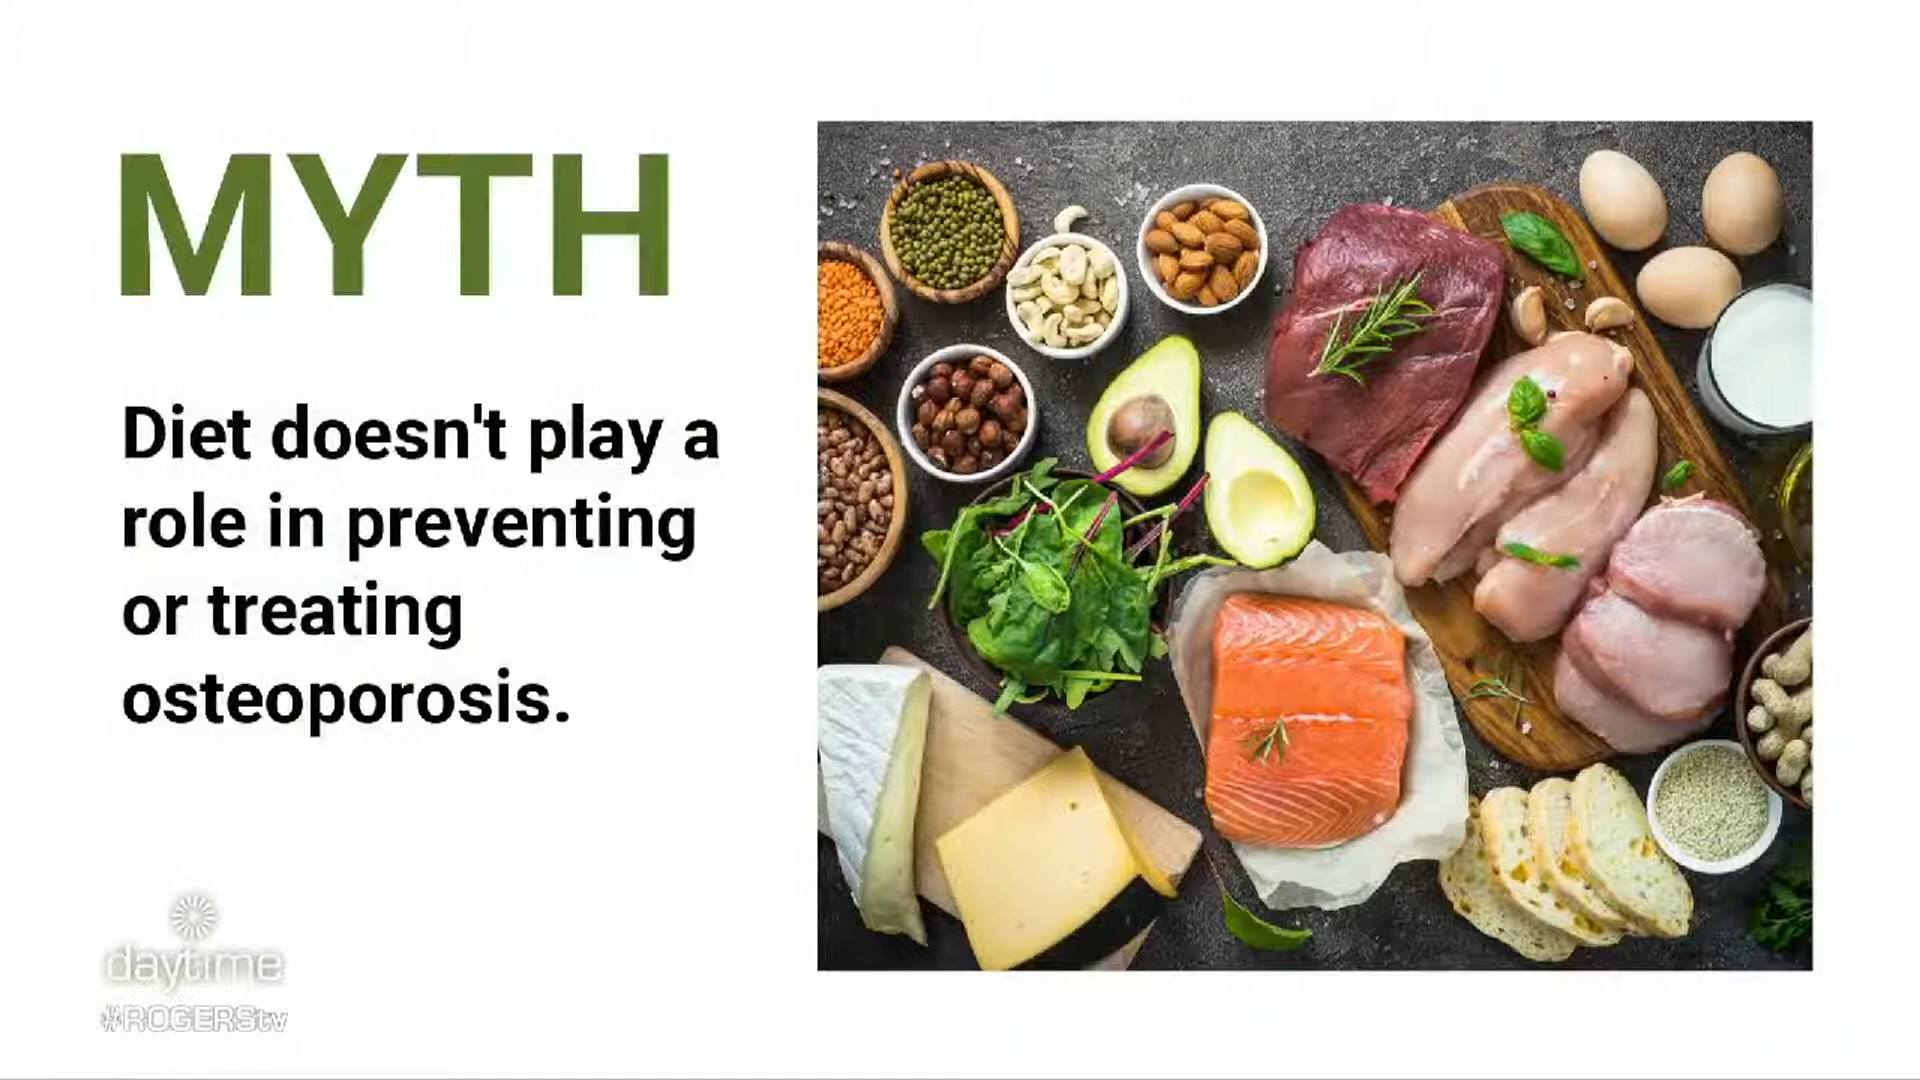 MYTH
Diet doesn't play a
role in preventing
or treating
osteoporosis.
daytime
#ROGERStv